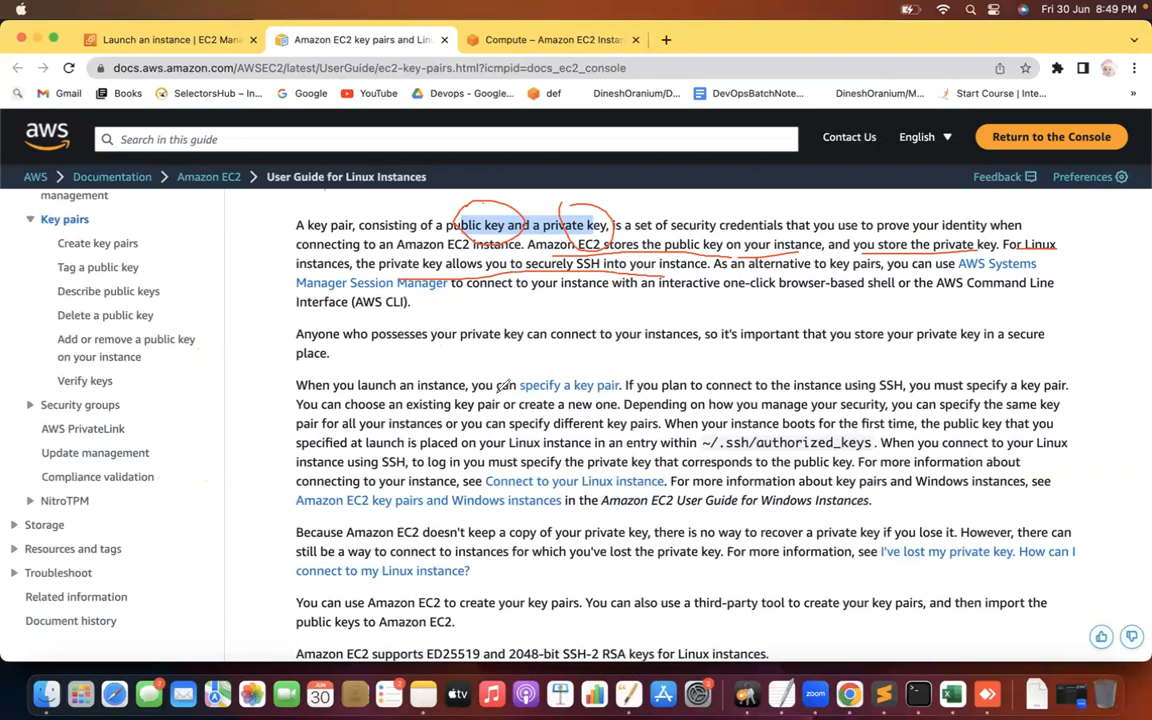 Fri 30 Jun 8:49 PM
Launch an instance | EC2 Mana
Amazon EC2 key pairs and Linu
Compute – Amazon EC2 Instan
docs.aws.amazon.com/AWSEC2/latest/UserGuide/ec2-key-pairs.html?icmpid=docs_ec2_console
Gmail
Books
SelectorsHub – In...
Google
YouTube
Devops - Google...
def
DineshOranium/D...
DevOpsBatchNote...
DineshOranium/M...
Start Course | Inte...
aws
Search in this guide
Contact Us
English
Return to the Console
AWS
Documentation
Amazon EC2
User Guide for Linux Instances
Feedback
Preferences
management
Key pairs
Create key pairs
Tag a public key
Describe public keys
Delete a public key
Add or remove a public key
on your instance
Verify keys
Security groups
AWS PrivateLink
Update management
Compliance validation
NitroTPM
Storage
Resources and tags
Troubleshoot
Related information
Document history
A key pair, consisting of a public key and a private key, is a set of security credentials that you use to prove your identity when
connecting to an Amazon EC2 instance. Amazon EC2 stores the public key on your instance, and you store the private key. For Linux
instances, the private key allows you to securely SSH into your instance. As an alternative to key pairs, you can use AWS Systems
Manager Session Manager to connect to your instance with an interactive one-click browser-based shell or the AWS Command Line
Interface (AWS CLI).
Anyone who possesses your private key can connect to your instances, so it's important that you store your private key in a secure
place.
When you launch an instance, you can specify a key pair. If you plan to connect to the instance using SSH, you must specify a key pair.
You can choose an existing key pair or create a new one. Depending on how you manage your security, you can specify the same key
pair for all your instances or you can specify different key pairs. When your instance boots for the first time, the public key that you
specified at launch is placed on your Linux instance in an entry within ~/.ssh/authorized_keys. When you connect to your Linux
instance using SSH, to log in you must specify the private key that corresponds to the public key. For more information about
connecting to your instance, see Connect to your Linux instance. For more information about key pairs and Windows instances, see
Amazon EC2 key pairs and Windows instances in the Amazon EC2 User Guide for Windows Instances.
Because Amazon EC2 doesn't keep a copy of your private key, there is no way to recover a private key if you lose it. However, there can
still be a way to connect to instances for which you've lost the private key. For more information, see I've lost my private key. How can I
connect to my Linux instance?
You can use Amazon EC2 to create your key pairs. You can also use a third-party tool to create your key pairs, and then import the
public keys to Amazon EC2.
Amazon EC2 supports ED25519 and 2048-bit SSH-2 RSA keys for Linux instances.
JUN
30
tv
zoom